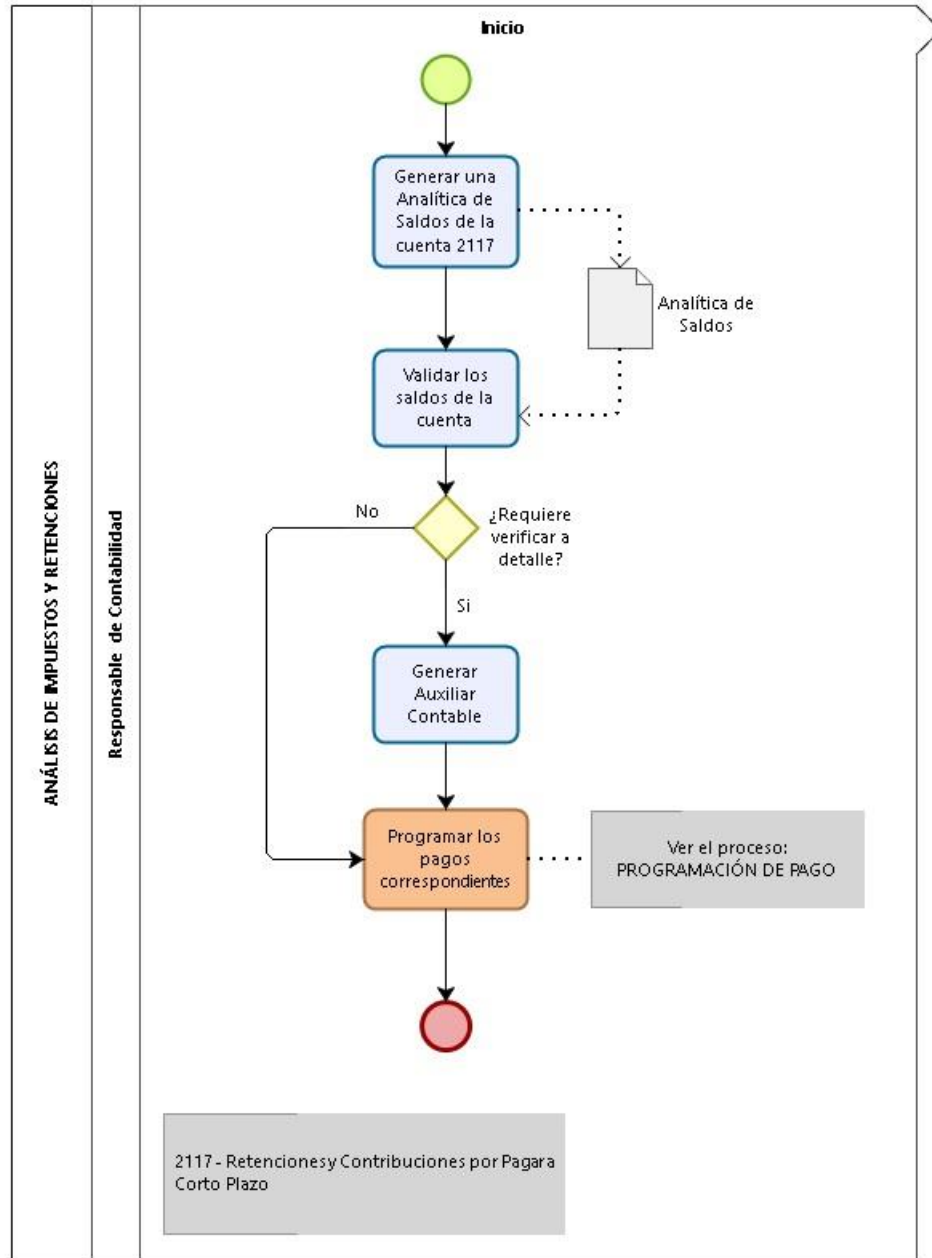 ANÁLISIS DE IMPUESTOS Y RETENCIONES
Responsable de Contabilidad
Inicio
Generar una
Analítica de
Saldos de la
cuenta 2117
Analítica de
Saldos
Validar los
saldos de la
cuenta
No
¿Requiere
verificar a
detalle?
Si
Generar
Auxiliar
Contable
Programar los
pagos
correspondientes
Ver el proceso:
PROGRAMACIÓN DE PAGO
2117 - Retenciones y Contribuciones por Pagar a
Corto Plazo